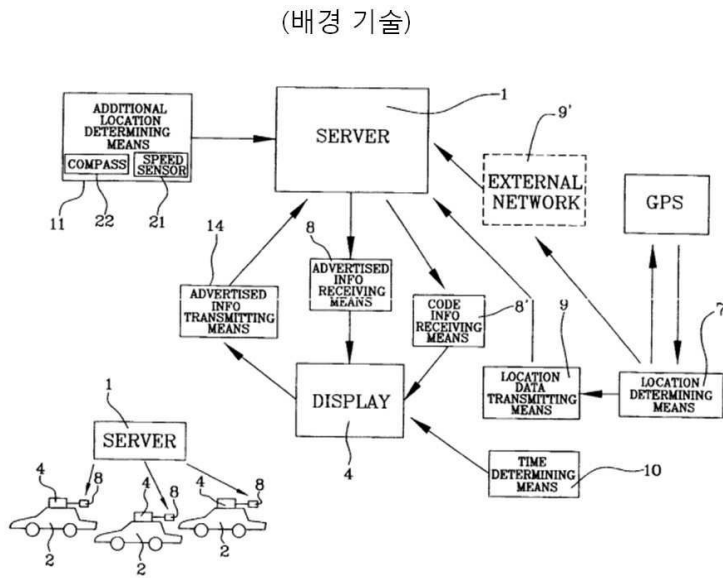 (배경 기술)
ADDITIONAL
LOCATION
DETERMINING
MEANS
COMPASS
SPEED
SENSOR
11
22
21
SERVER
1
9'
EXTERNAL
NETWORK
GPS
14
ADVERTISED
INFO
TRANSMITTING
MEANS
8
ADVERTISED
INFO
RECEIVING
MEANS
CODE
INFO
RECEIVING
MEANS
8'
9
LOCATION
DATA
TRANSMITTING
MEANS
7
LOCATION
DETERMINING
MEANS
DISPLAY
4
TIME
DETERMINING
MEANS
10
1
SERVER
4
8
2
4
8
2
4
8
2